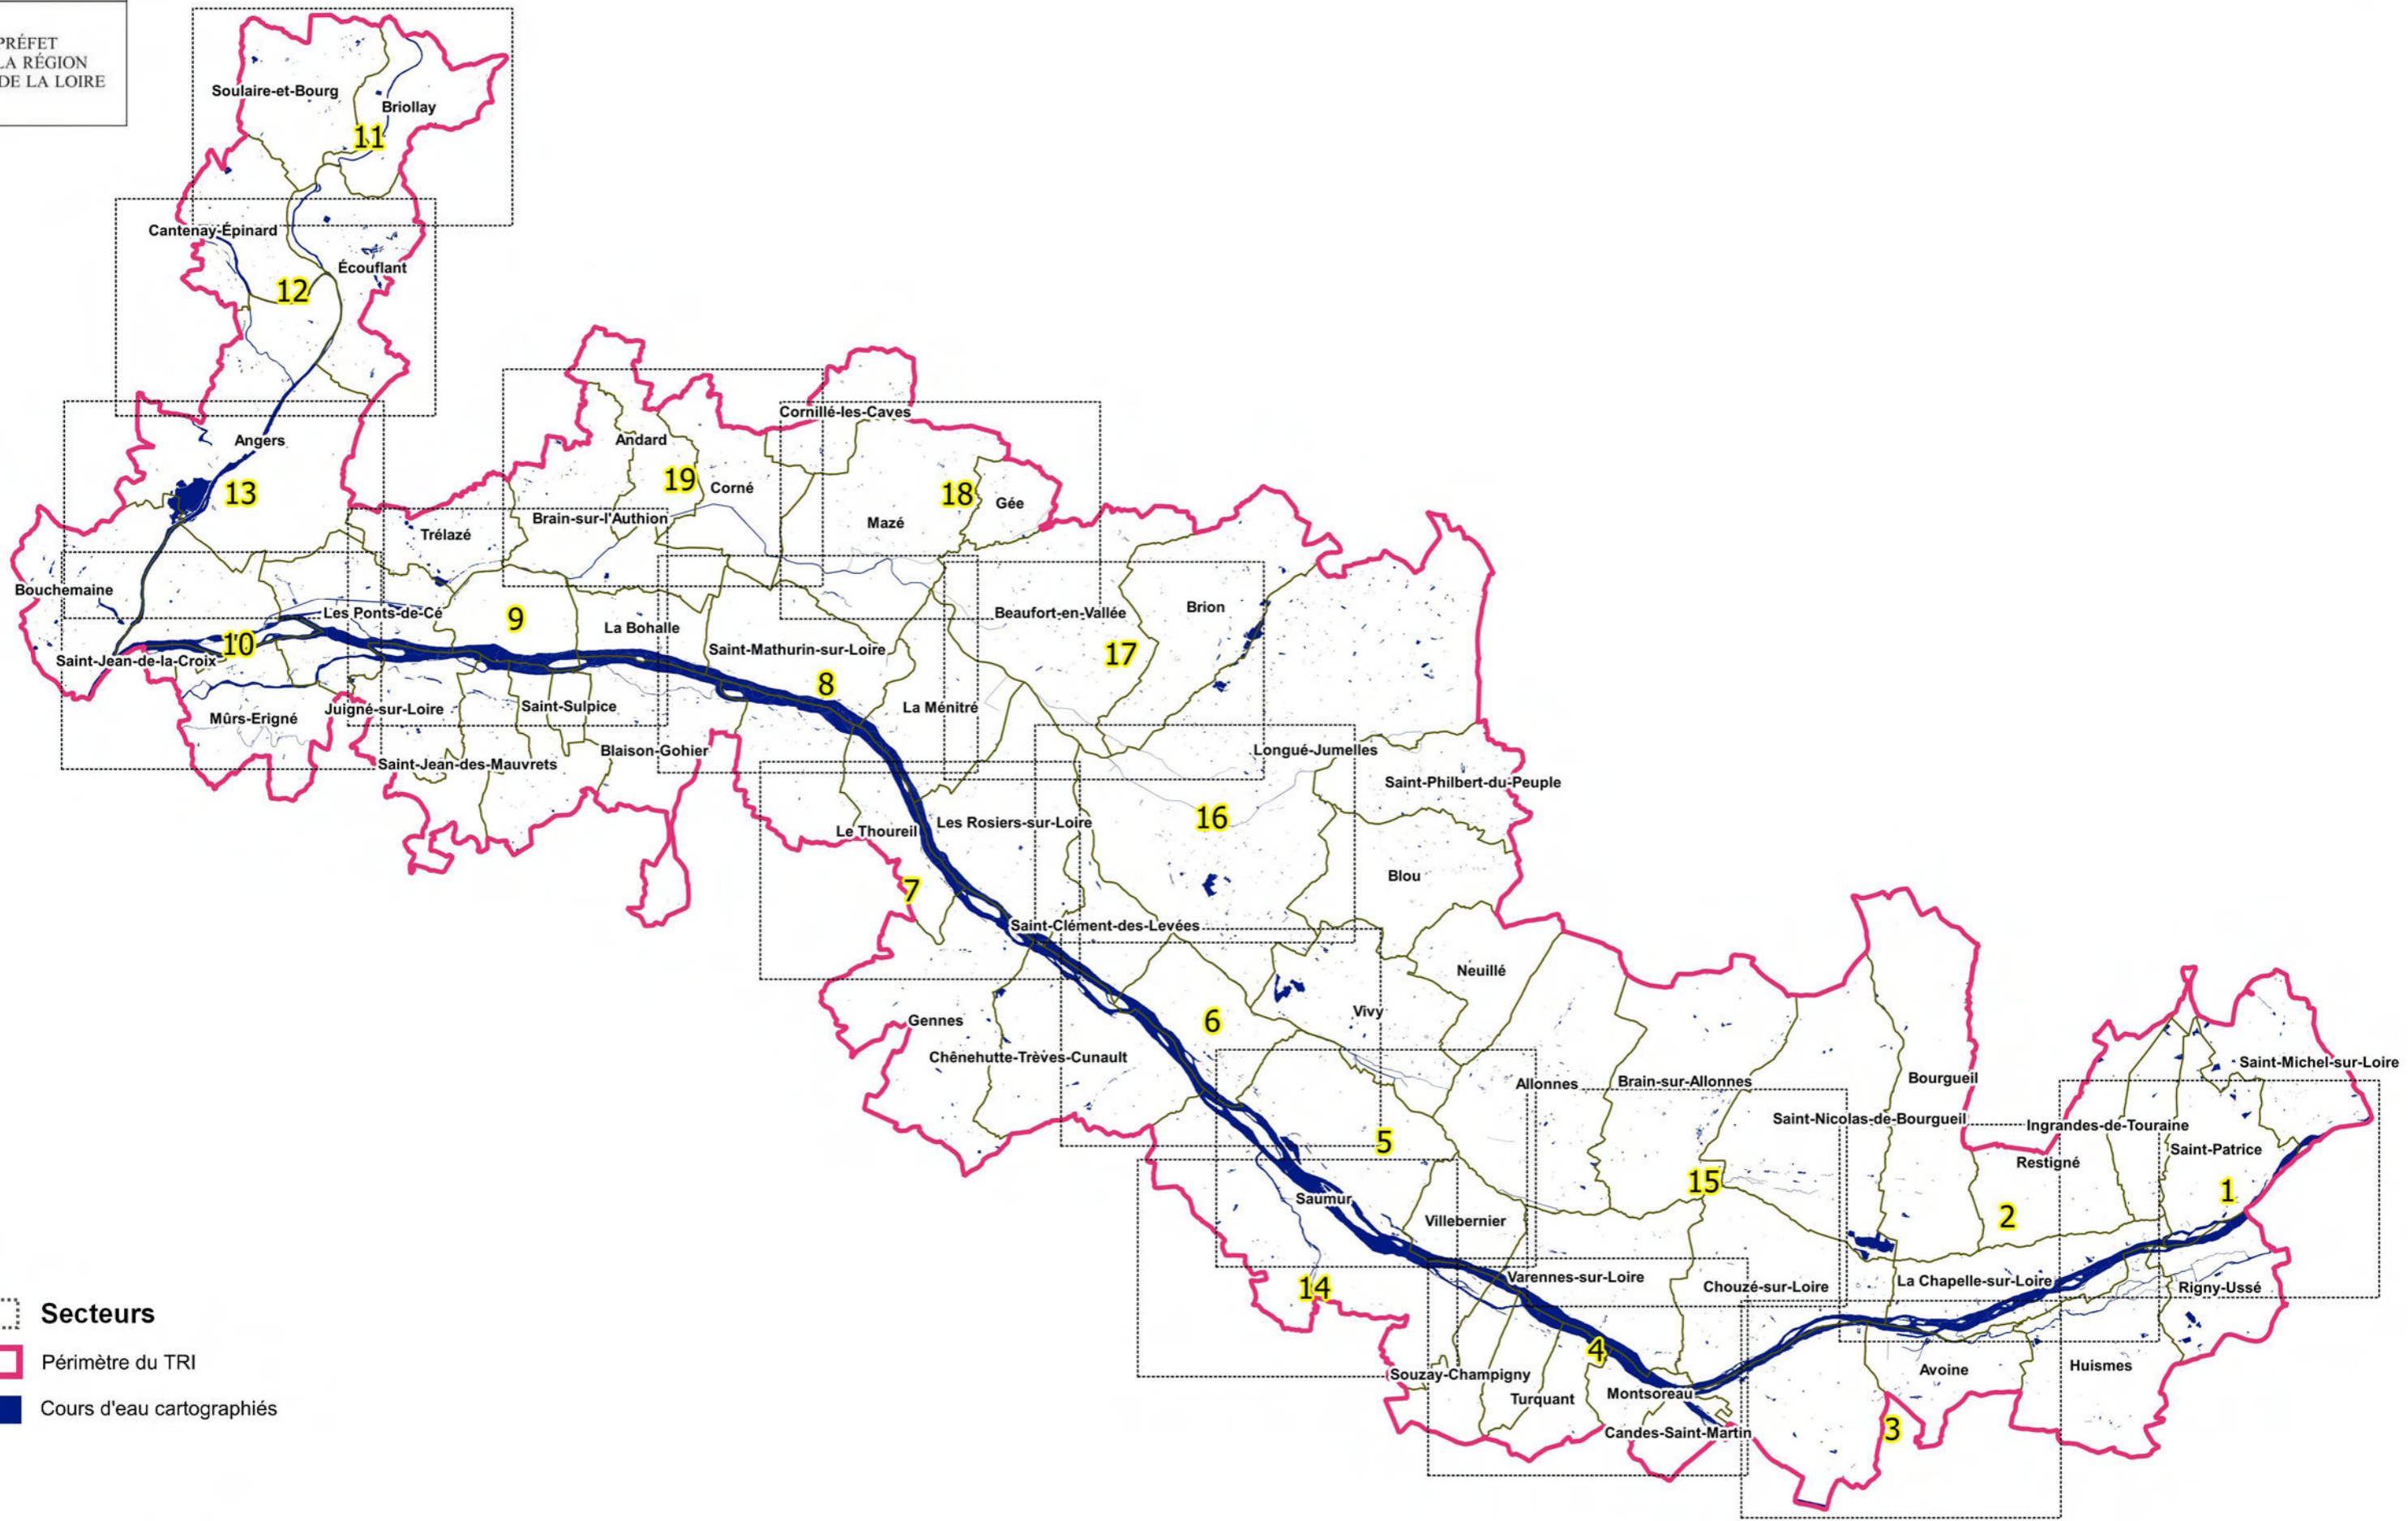 PRÉFET
LA RÉGION
DE LA LOIRE
Soulaire-et-Bourg
Briollay
11
Cantenay-Épinard
Écouflant
12
Angers
13
Cornillé-les-Caves
Andard
19
Corné
18
Gée
Mazé
Brain-sur-l'Authion
Trélazé
Bouchemaine
Les Ponts-de-Cé
9
La Bohalle
Beaufort-en-Vallée
Brion
10
Saint-Mathurin-sur-Loire
17
Saint-Jean-de-la-Croix
8
Juigné-sur-Loire
Saint-Sulpice
La Ménitré
Mûrs-Erigné
Blaison-Gohier
Longué-Jumelles
Saint-Jean-des-Mauvrets
Saint-Philbert-du-Peuple
Le Thoureil
Les Rosiers-sur-Loire
16
Blou
7
Saint-Clément-des-Levées
Neuillé
Gennes
6
Vivy
Chênehutte-Trèves-Cunault
Saint-Michel-sur-Loire
Allonnes
Brain-sur-Allonnes
Bourgueil
Saint-Nicolas-de-Bourgueil
Ingrandes-de-Touraine
5
Saint-Patrice
Restigné
15
1
Saumur
Villebernier
2
14
Varennes-sur-Loire
Chouzé-sur-Loire
La Chapelle-sur-Loire
Rigny-Ussé
4
Souzay-Champigny
Avoine
Huismes
Turquant
Montsoreau
Candes-Saint-Martin
3
Secteurs
Périmètre du TRI
Cours d'eau cartographiés